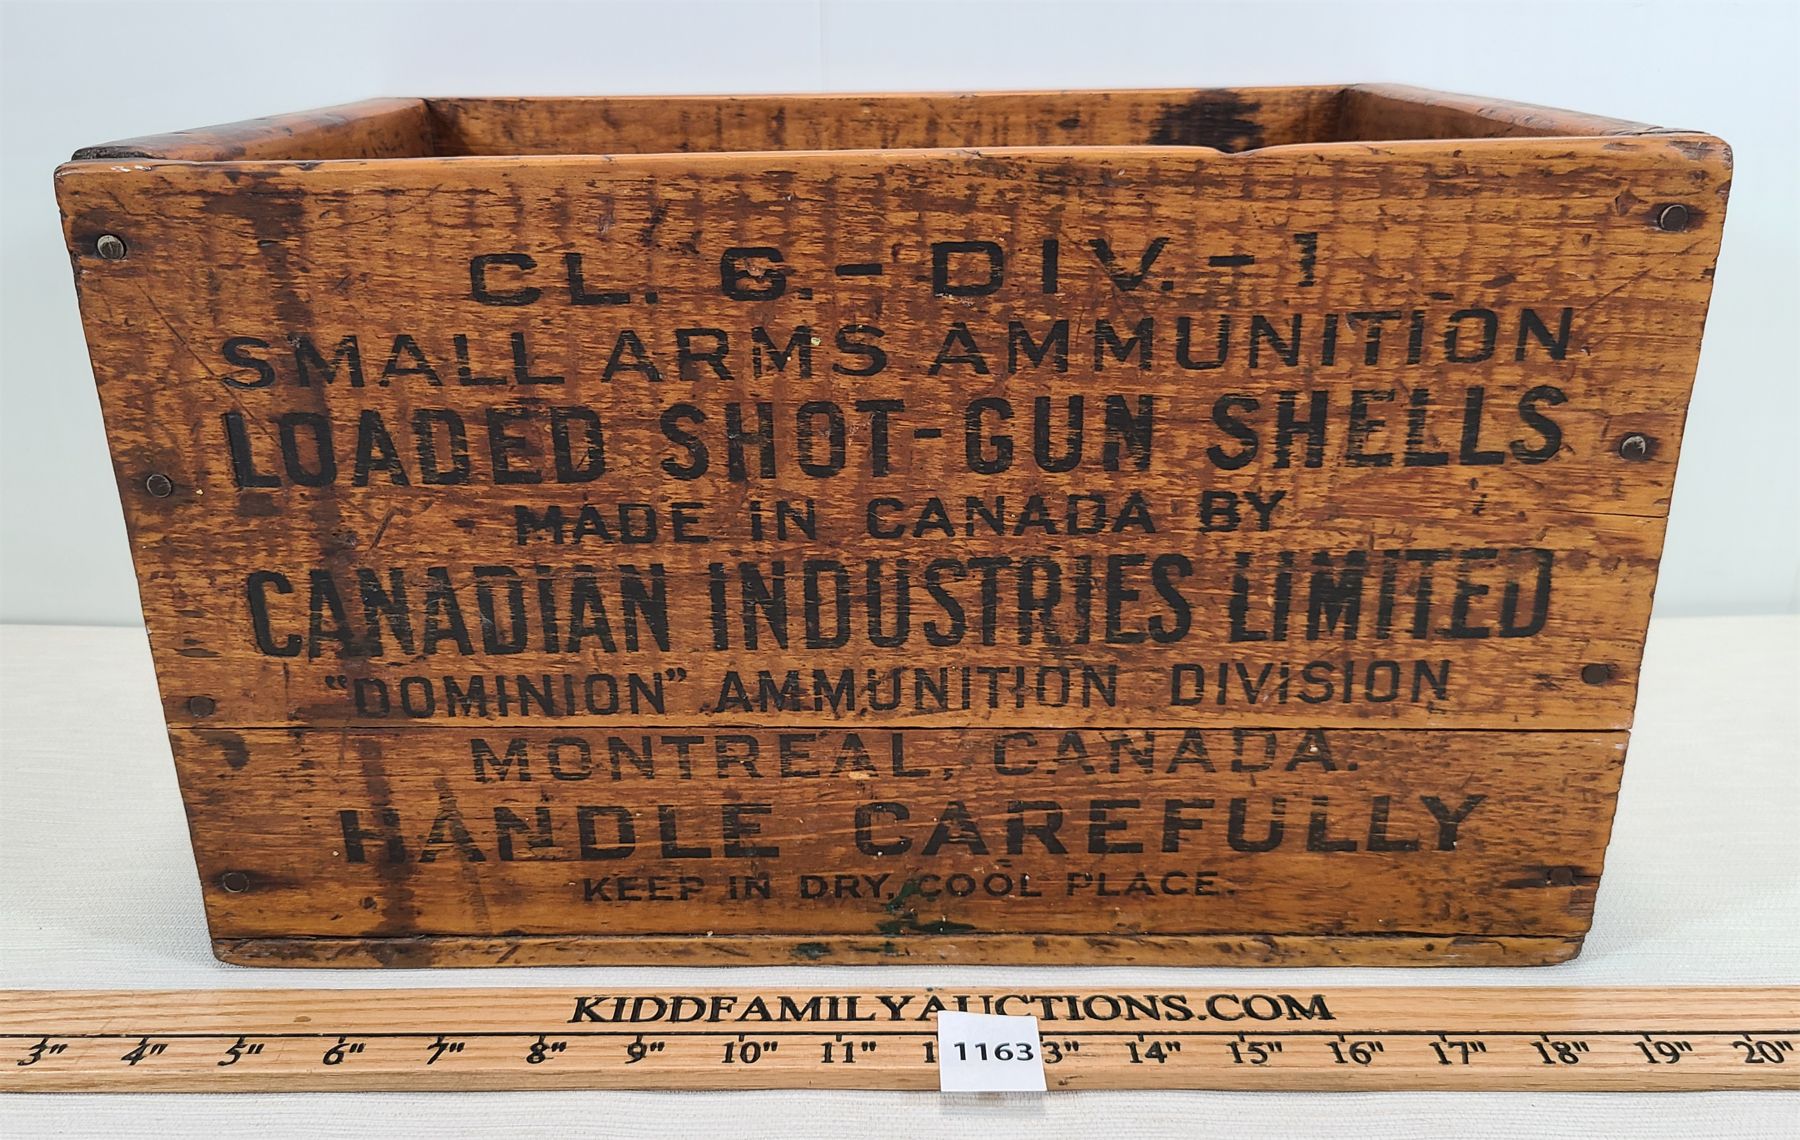 CL. 6. - DIV. - 1
SMALL ARMS AMMUNITION
LOADED SHOT-GUN SHELLS
MADE IN CANADA BY
CANADIAN INDUSTRIES LIMITED
"DOMINION" AMMUNITION DIVISION
MONTREAL, CANADA.
HANDLE CAREFULLY
KEEP IN DRY, COOL PLACE.
KIDDFAMILYAUCTIONS.COM
3" 4" 5" 6" 7" 8" 9" 10" 11" 1 1163 3" 14" 15" 16" 17" 18" 19" 20"